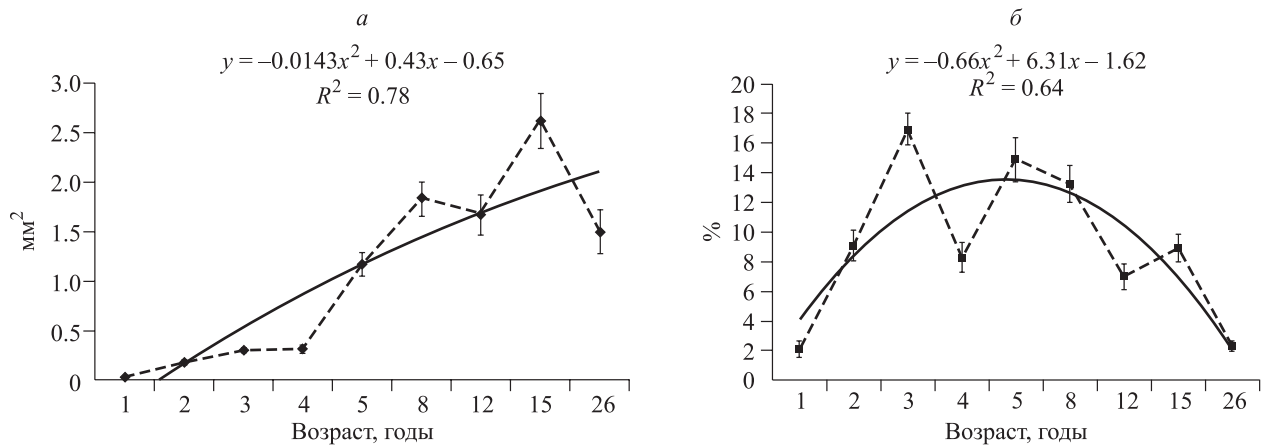 а
y = –0.0143x² + 0.43x – 0.65
R² = 0.78
3.0
2.5
2.0
1.5
1.0
0.5
0
мм²
1 2 3 4 5 8 12 15 26
Возраст, годы
б
y = –0.66x² + 6.31x – 1.62
R² = 0.64
20
18
16
14
12
10
8
6
4
2
0
%
1 2 3 4 5 8 12 15 26
Возраст, годы